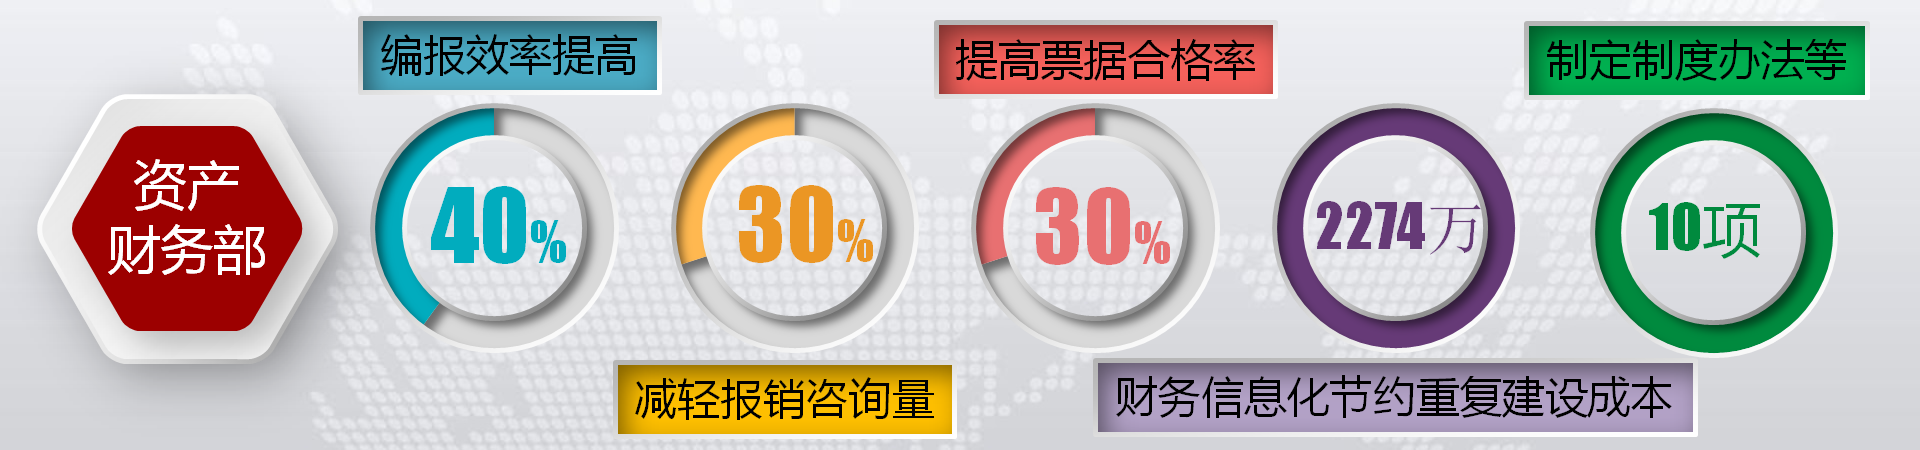 资产
财务部
编报效率提高
40%
30%
减轻报销咨询量
提高票据合格率
30%
2274万
财务信息化节约重复建设成本
制定制度办法等
10项